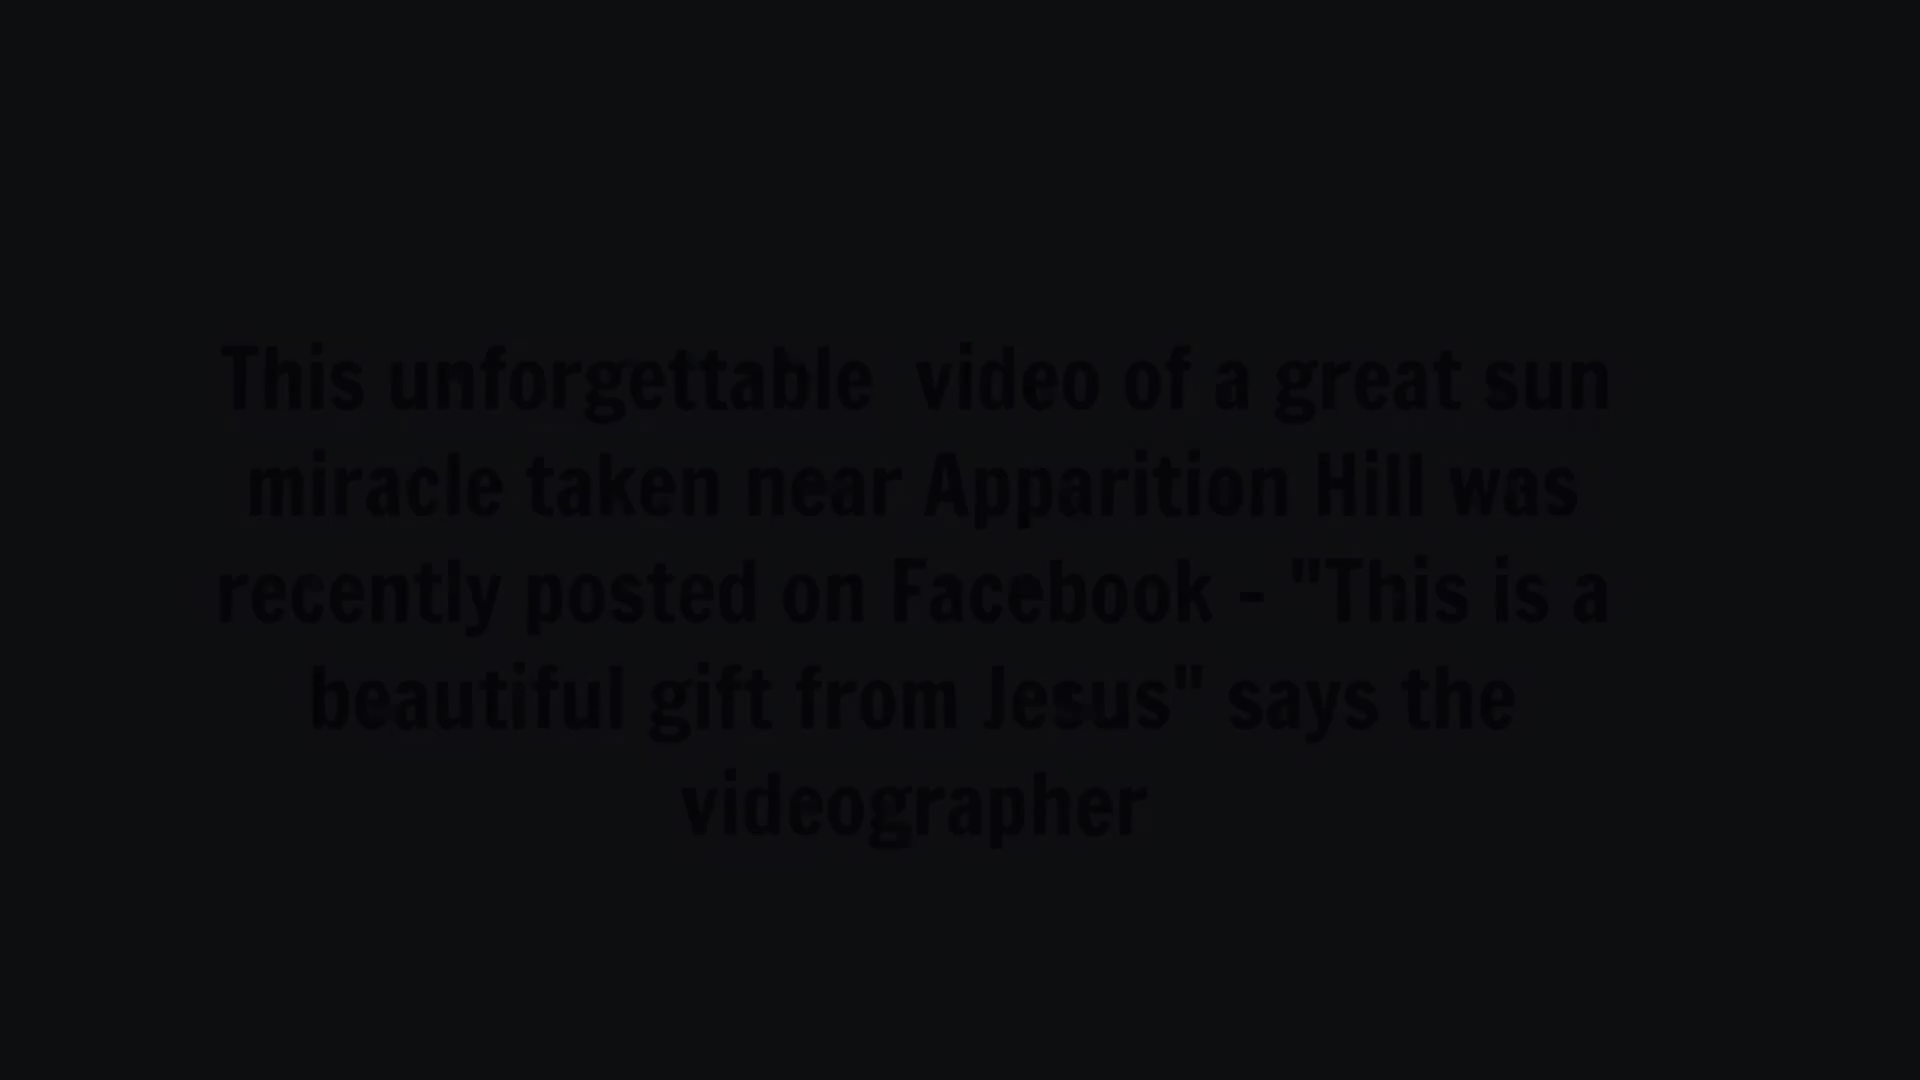 This unforgettable  video of a great sun
miracle taken near Apparition Hill was
recently posted on Facebook - "This is a
beautiful gift from Jesus" says the
videographer